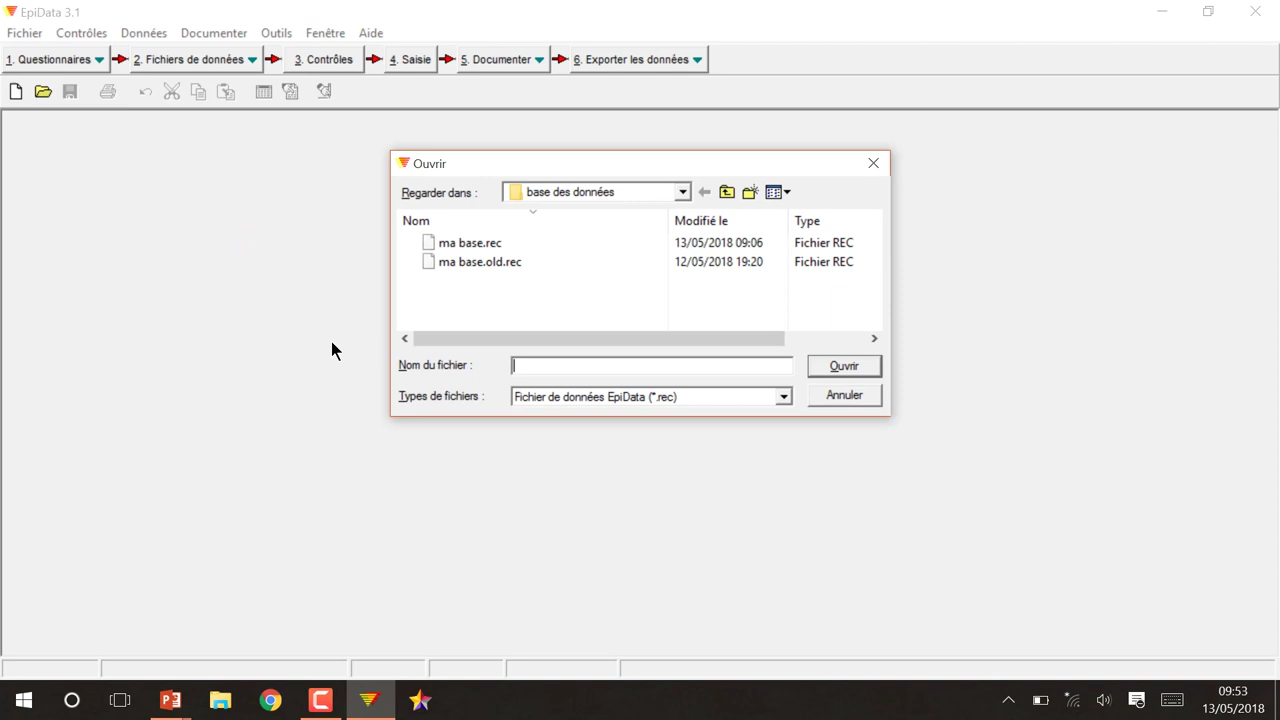 EpiData 3.1
Fichier Contrôles Données Documenter Outils Fenêtre Aide
1. Questionnaires 2. Fichiers de données 3. Contrôles 4. Saisie 5. Documenter 6. Exporter les données
Ouvrir
Regarder dans : base des données
Nom Modifié le Type
ma base.rec 13/05/2018 09:06 Fichier REC
ma base.old.rec 12/05/2018 19:20 Fichier REC
Nom du fichier : Ouvrir
Types de fichiers : Fichier de données EpiData (*.rec) Annuler
09:53
13/05/2018